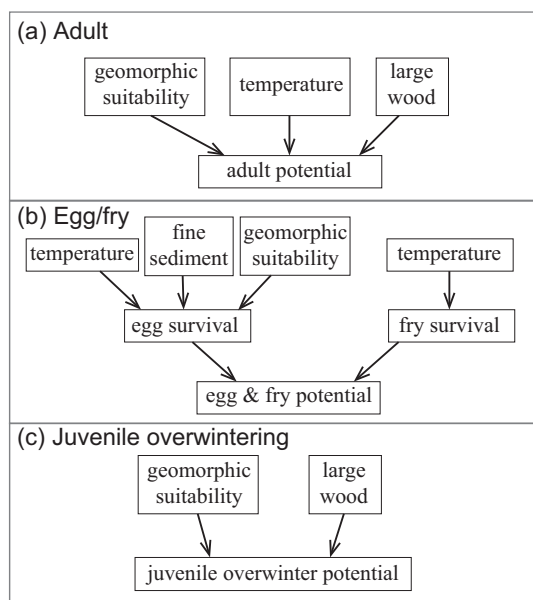 (a) Adult
geomorphic
suitability
temperature
large
wood
adult potential
(b) Egg/fry
temperature
fine
sediment
geomorphic
suitability
temperature
egg survival
fry survival
egg & fry potential
(c) Juvenile overwintering
geomorphic
suitability
large
wood
juvenile overwinter potential